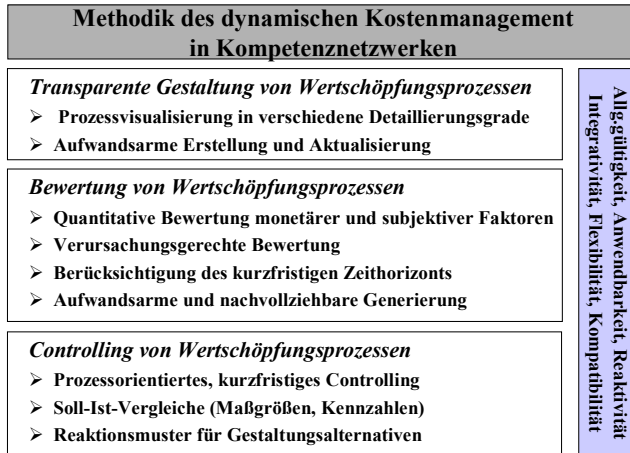 Methodik des dynamischen Kostenmanagement
in Kompetenznetzwerken
Transparente Gestaltung von Wertschöpfungsprozessen
➢ Prozessvisualisierung in verschiedene Detaillierungsgrade
➢ Aufwandsarme Erstellung und Aktualisierung
Bewertung von Wertschöpfungsprozessen
➢ Quantitative Bewertung monetärer und subjektiver Faktoren
➢ Verursachungsgerechte Bewertung
➢ Berücksichtigung des kurzfristigen Zeithorizonts
➢ Aufwandsarme und nachvollziehbare Generierung
Controlling von Wertschöpfungsprozessen
➢ Prozessorientiertes, kurzfristiges Controlling
➢ Soll-Ist-Vergleiche (Maßgrößen, Kennzahlen)
➢ Reaktionsmuster für Gestaltungsalternativen
Allg.gültigkeit, Anwendbarkeit, Reaktivität
Integrativität, Flexibilität, Kompatibilität